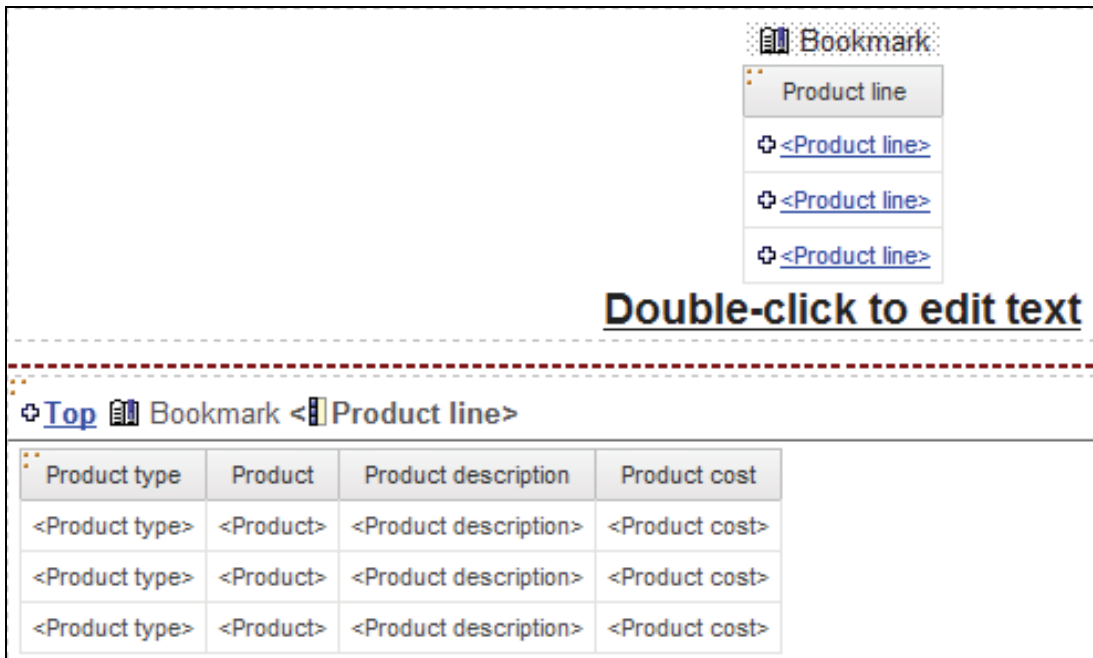 Bookmark
Product line
<Product line>
<Product line>
<Product line>
Double-click to edit text
Top Bookmark <Product line>
Product type Product Product description Product cost
<Product type> <Product> <Product description> <Product cost>
<Product type> <Product> <Product description> <Product cost>
<Product type> <Product> <Product description> <Product cost>